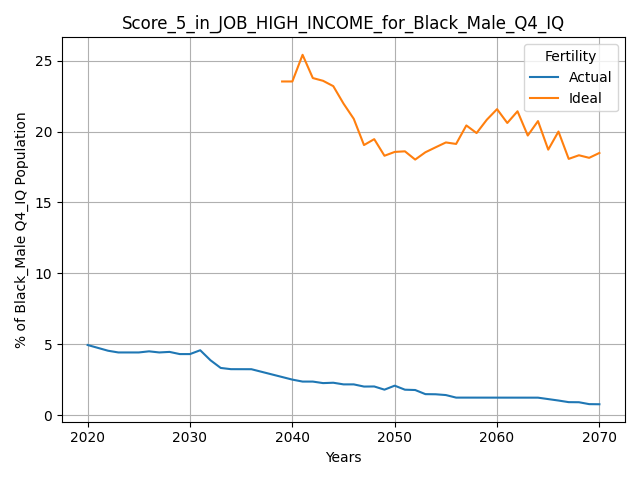 Score_5_in_JOB_HIGH_INCOME_for_Black_Male_Q4_IQ
Fertility
Actual
Ideal
% of Black_Male Q4_IQ Population
25
20
15
10
5
0
2020 2030 2040 2050 2060 2070
Years